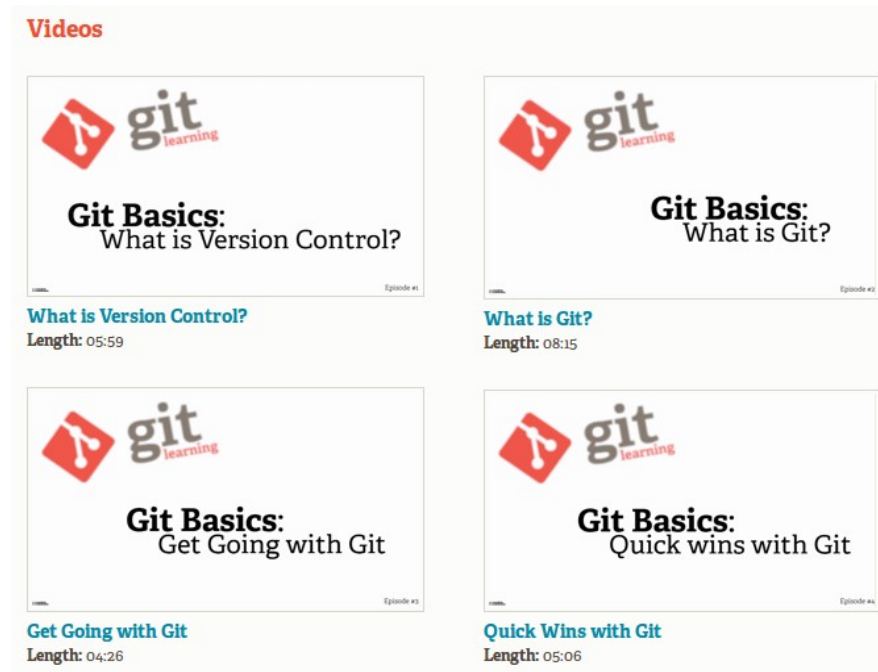 Videos
git
learning
Git Basics:
What is Version Control?
Episode #1
What is Version Control?
Length: 05:59
git
learning
Git Basics:
What is Git?
Episode #2
What is Git?
Length: 08:15
git
learning
Git Basics:
Get Going with Git
Episode #3
Get Going with Git
Length: 04:26
git
learning
Git Basics:
Quick wins with Git
Episode #4
Quick Wins with Git
Length: 05:06